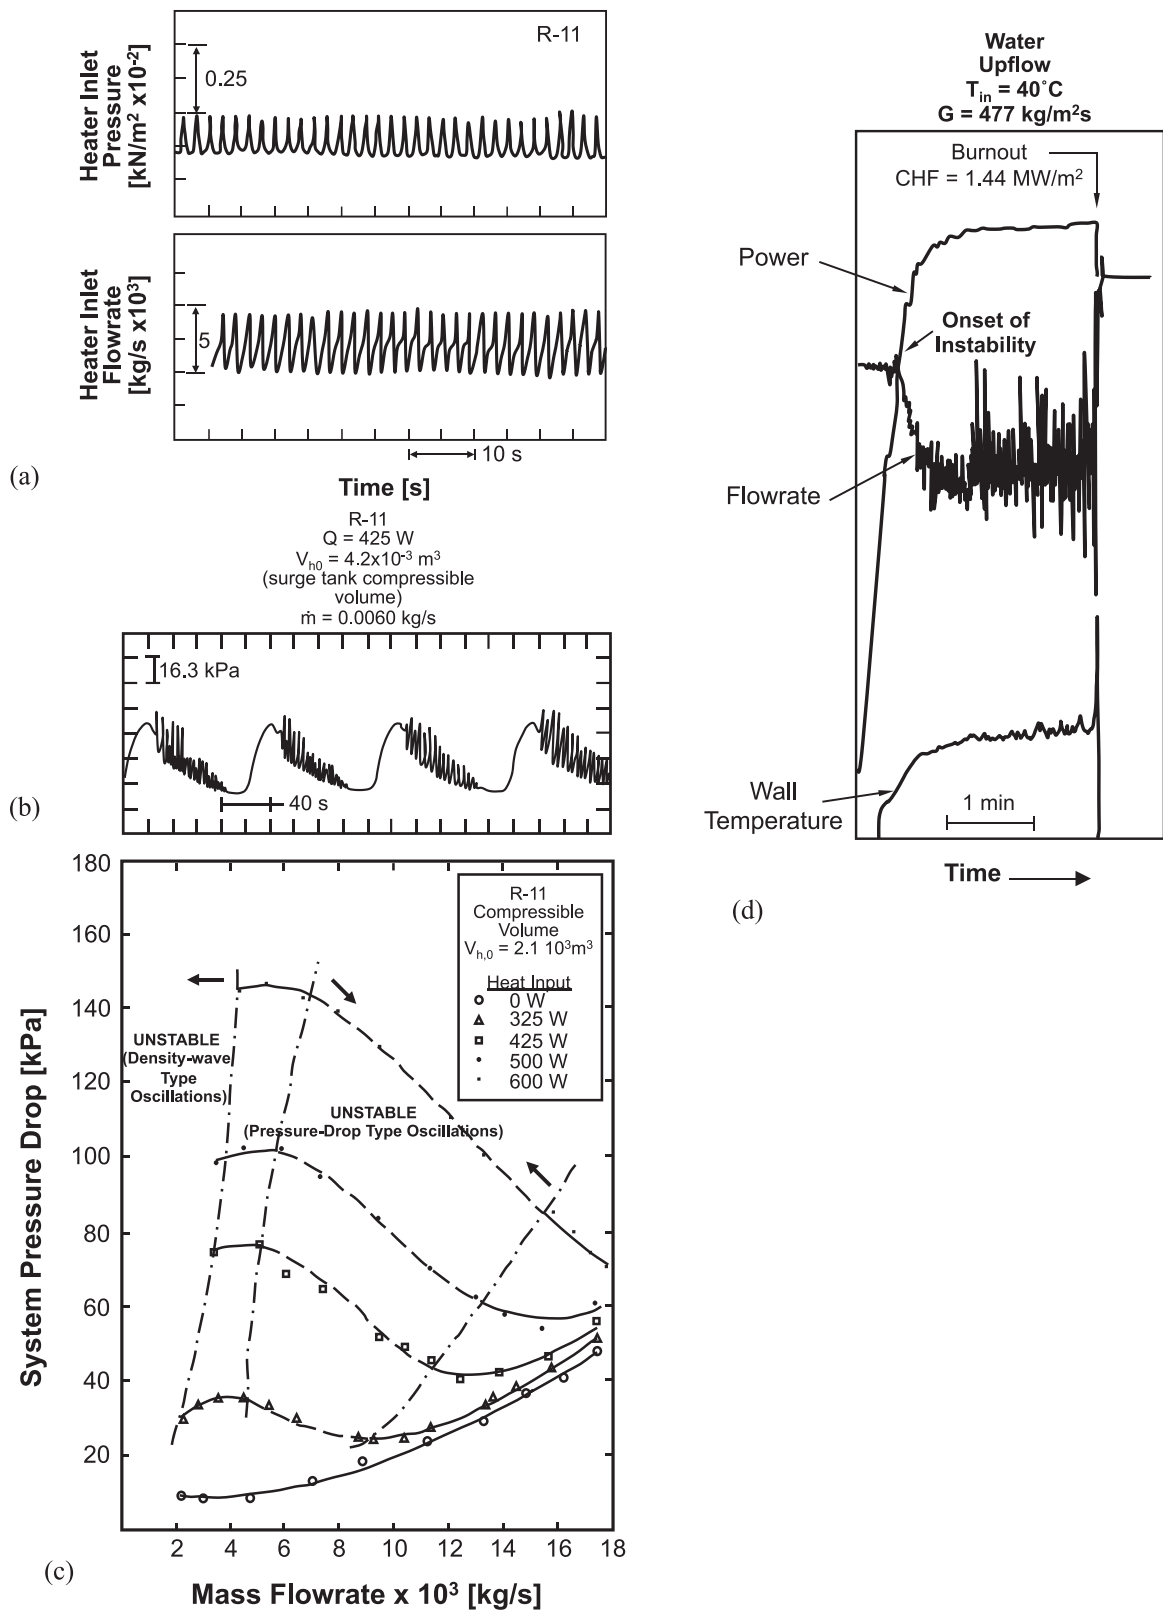 R-11
Heater Inlet
Pressure
[kN/m² x10⁻²]
0.25
Heater Inlet
Flowrate
[kg/s x10³]
5
10 s
(a)
Time [s]
R-11
Q = 425 W
Vh0 = 4.2x10⁻³ m³
(surge tank compressible
volume)
ṁ = 0.0060 kg/s
16.3 kPa
40 s
(b)
System Pressure Drop [kPa]
180
160
140
120
100
80
60
40
20
R-11
Compressible
Volume
Vh,0 = 2.1 10³m³
Heat Input
0 W
325 W
425 W
500 W
600 W
UNSTABLE
(Density-wave
Type
Oscillations)
UNSTABLE
(Pressure-Drop Type Oscillations)
2 4 6 8 10 12 14 16 18
(c)
Mass Flowrate x 10³ [kg/s]
Water
Upflow
Tin = 40°C
G = 477 kg/m²s
Burnout
CHF = 1.44 MW/m²
Power
Onset of
Instability
Flowrate
Wall
Temperature
1 min
Time
(d)